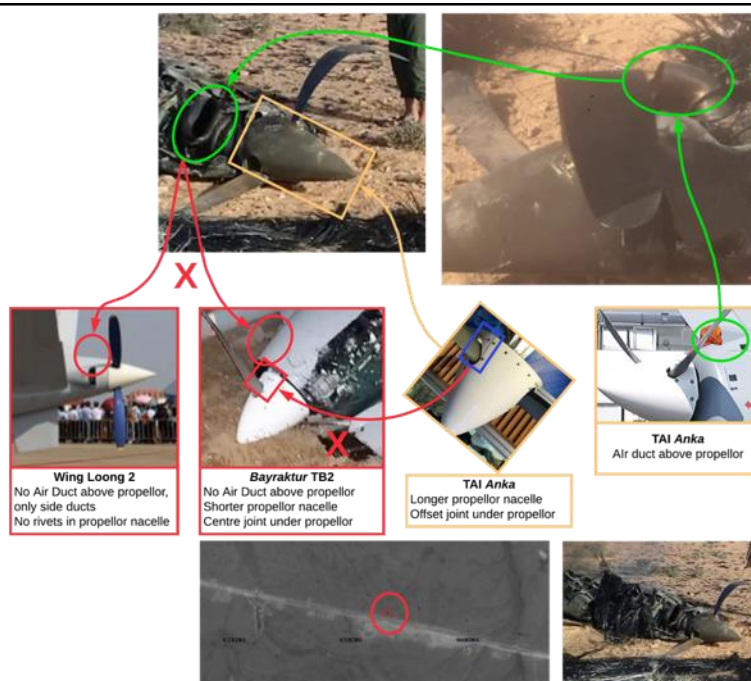 X
X
Wing Loong 2
No Air Duct above propellor,
only side ducts
No rivets in propellor nacelle
Bayraktur TB2
No Air Duct above propellor
Shorter propellor nacelle
Centre joint under propellor
TAI Anka
Longer propellor nacelle
Offset joint under propellor
TAI Anka
AIr duct above propellor